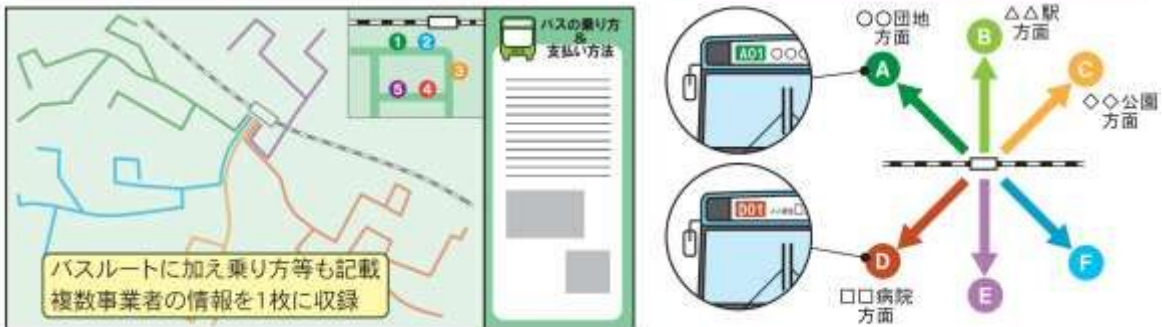 1
2
3
4
5
バスの乗り方
&
支払い方法
バスルートに加え乗り方等も記載
複数事業者の情報を1枚に収録
A01 ○○○
D01
○○団地
方面
△△駅
方面
◇◇公園
方面
A
B
C
D
E
F
□□病院
方面